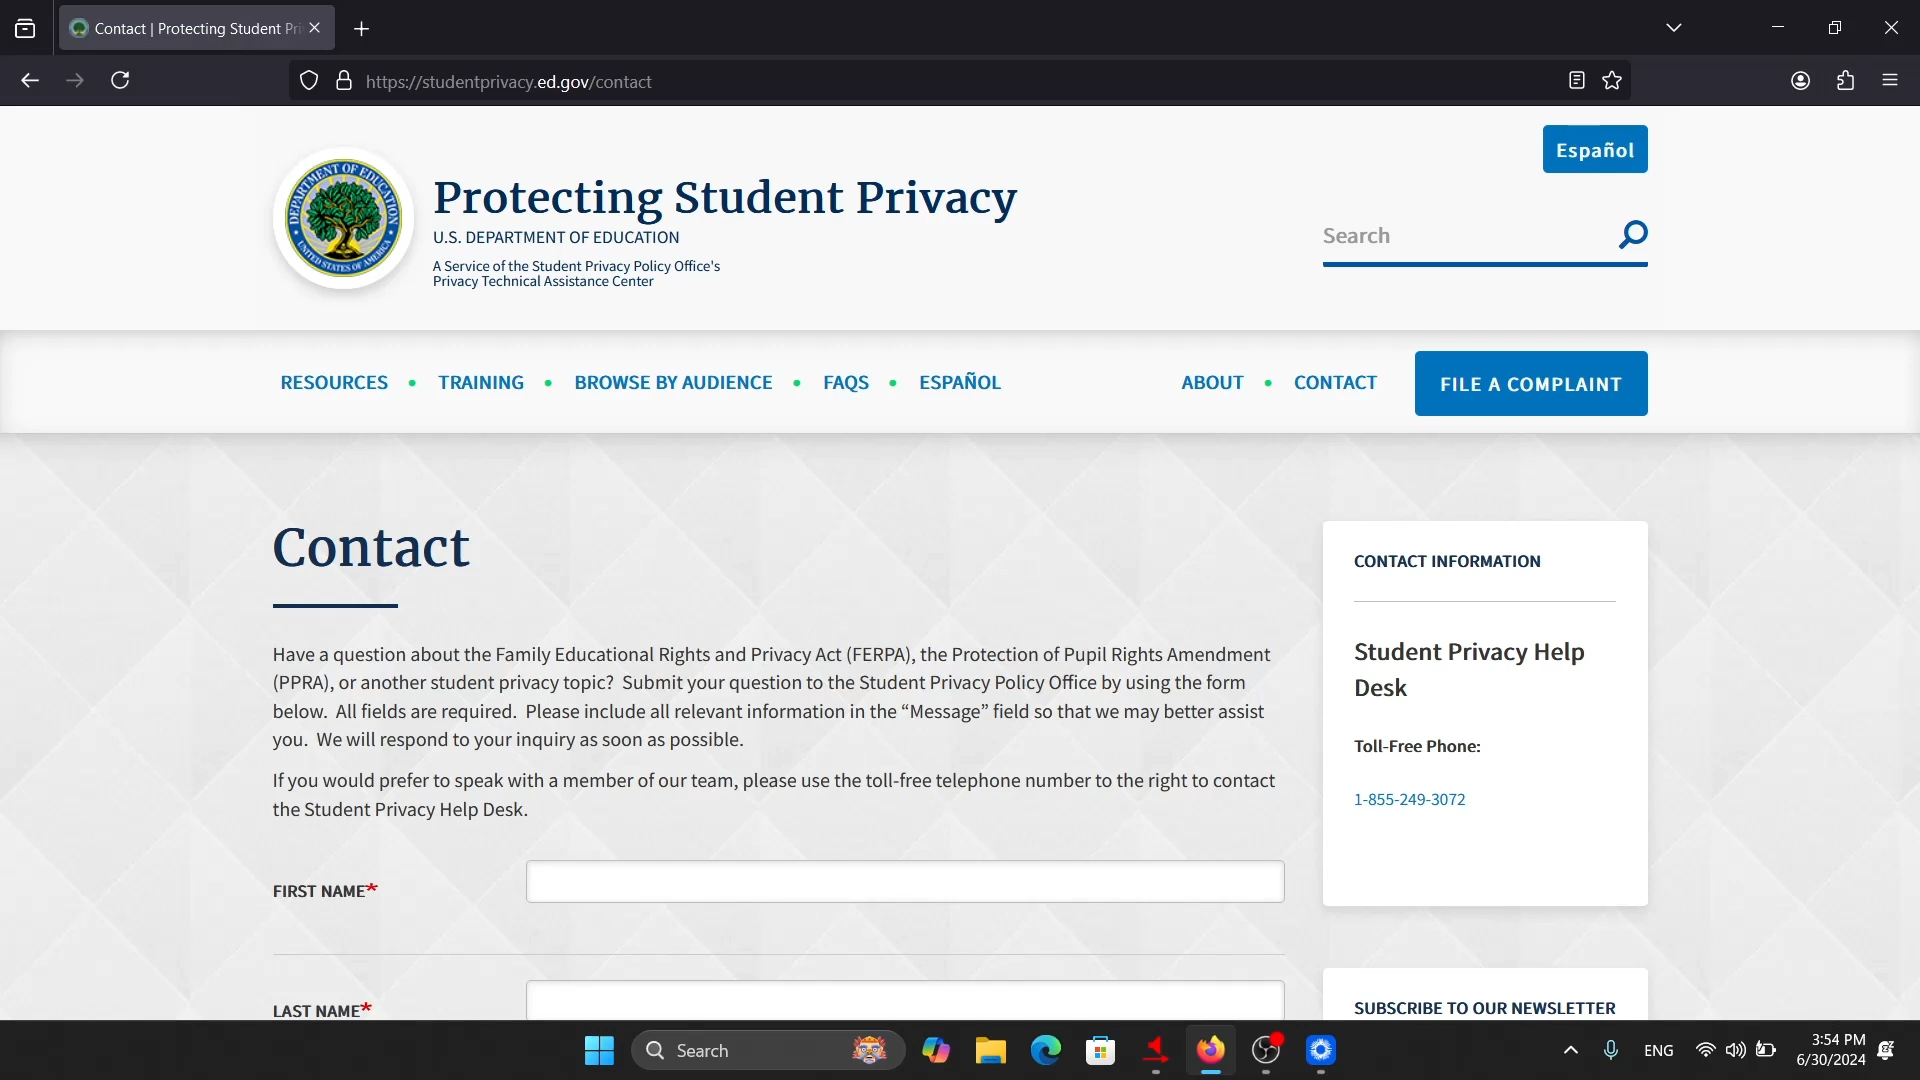 Contact | Protecting Student Pri
https://studentprivacy.ed.gov/contact
Español
DEPARTMENT OF EDUCATION
UNITED STATES OF AMERICA
Protecting Student Privacy
U.S. DEPARTMENT OF EDUCATION
A Service of the Student Privacy Policy Office's
Privacy Technical Assistance Center
Search
RESOURCES • TRAINING • BROWSE BY AUDIENCE • FAQS • ESPAÑOL ABOUT • CONTACT FILE A COMPLAINT
Contact
Have a question about the Family Educational Rights and Privacy Act (FERPA), the Protection of Pupil Rights Amendment
(PPRA), or another student privacy topic?  Submit your question to the Student Privacy Policy Office by using the form
below.  All fields are required.  Please include all relevant information in the “Message” field so that we may better assist
you.  We will respond to your inquiry as soon as possible.
If you would prefer to speak with a member of our team, please use the toll-free telephone number to the right to contact
the Student Privacy Help Desk.
FIRST NAME*
LAST NAME*
CONTACT INFORMATION
Student Privacy Help
Desk
Toll-Free Phone:
1-855-249-3072
SUBSCRIBE TO OUR NEWSLETTER
Search
ENG
3:54 PM
6/30/2024